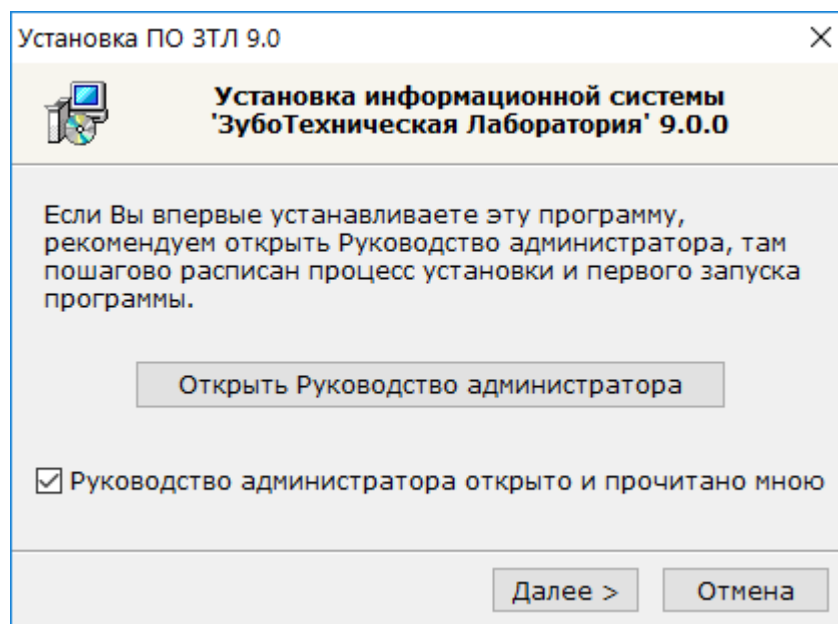 Установка ПО ЗТЛ 9.0
Установка информационной системы
'ЗубоТехническая Лаборатория' 9.0.0
Если Вы впервые устанавливаете эту программу,
рекомендуем открыть Руководство администратора, там
пошагово расписан процесс установки и первого запуска
программы.
Открыть Руководство администратора
Руководство администратора открыто и прочитано мною
Далее >
Отмена